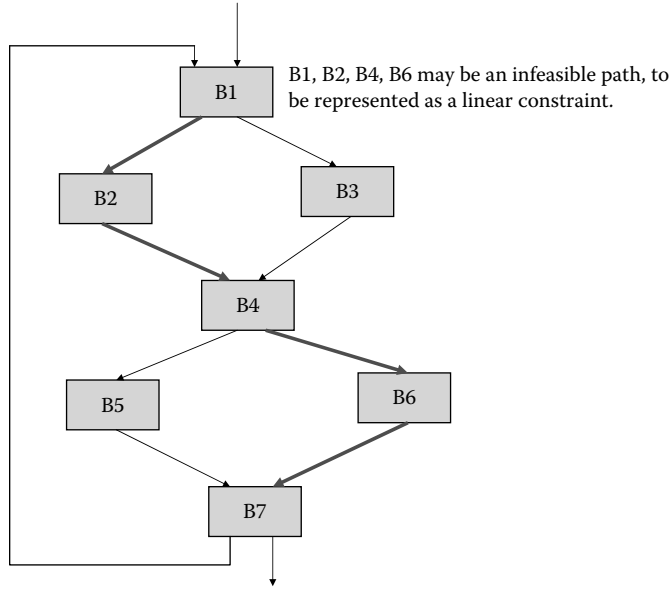 B1, B2, B4, B6 may be an infeasible path, to
be represented as a linear constraint.
B1
B2
B3
B4
B5
B6
B7